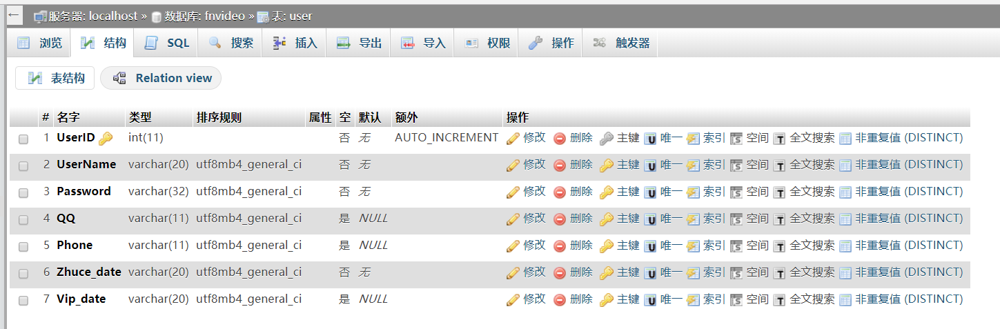 服务器: localhost » 数据库: fnvideo » 表: user
浏览 结构 SQL 搜索 插入 导出 导入 权限 操作 触发器
表结构 Relation view
# 名字 类型 排序规则 属性 空 默认 额外 操作
1 UserID int(11) 否 无 AUTO_INCREMENT 修改 删除 主键 唯一 索引 空间 全文搜索 非重复值 (DISTINCT)
2 UserName varchar(20) utf8mb4_general_ci 否 无 修改 删除 主键 唯一 索引 空间 全文搜索 非重复值 (DISTINCT)
3 Password varchar(32) utf8mb4_general_ci 否 无 修改 删除 主键 唯一 索引 空间 全文搜索 非重复值 (DISTINCT)
4 QQ varchar(11) utf8mb4_general_ci 是 NULL 修改 删除 主键 唯一 索引 空间 全文搜索 非重复值 (DISTINCT)
5 Phone varchar(11) utf8mb4_general_ci 是 NULL 修改 删除 主键 唯一 索引 空间 全文搜索 非重复值 (DISTINCT)
6 Zhuce_date varchar(20) utf8mb4_general_ci 否 无 修改 删除 主键 唯一 索引 空间 全文搜索 非重复值 (DISTINCT)
7 Vip_date varchar(20) utf8mb4_general_ci 是 NULL 修改 删除 主键 唯一 索引 空间 全文搜索 非重复值 (DISTINCT)